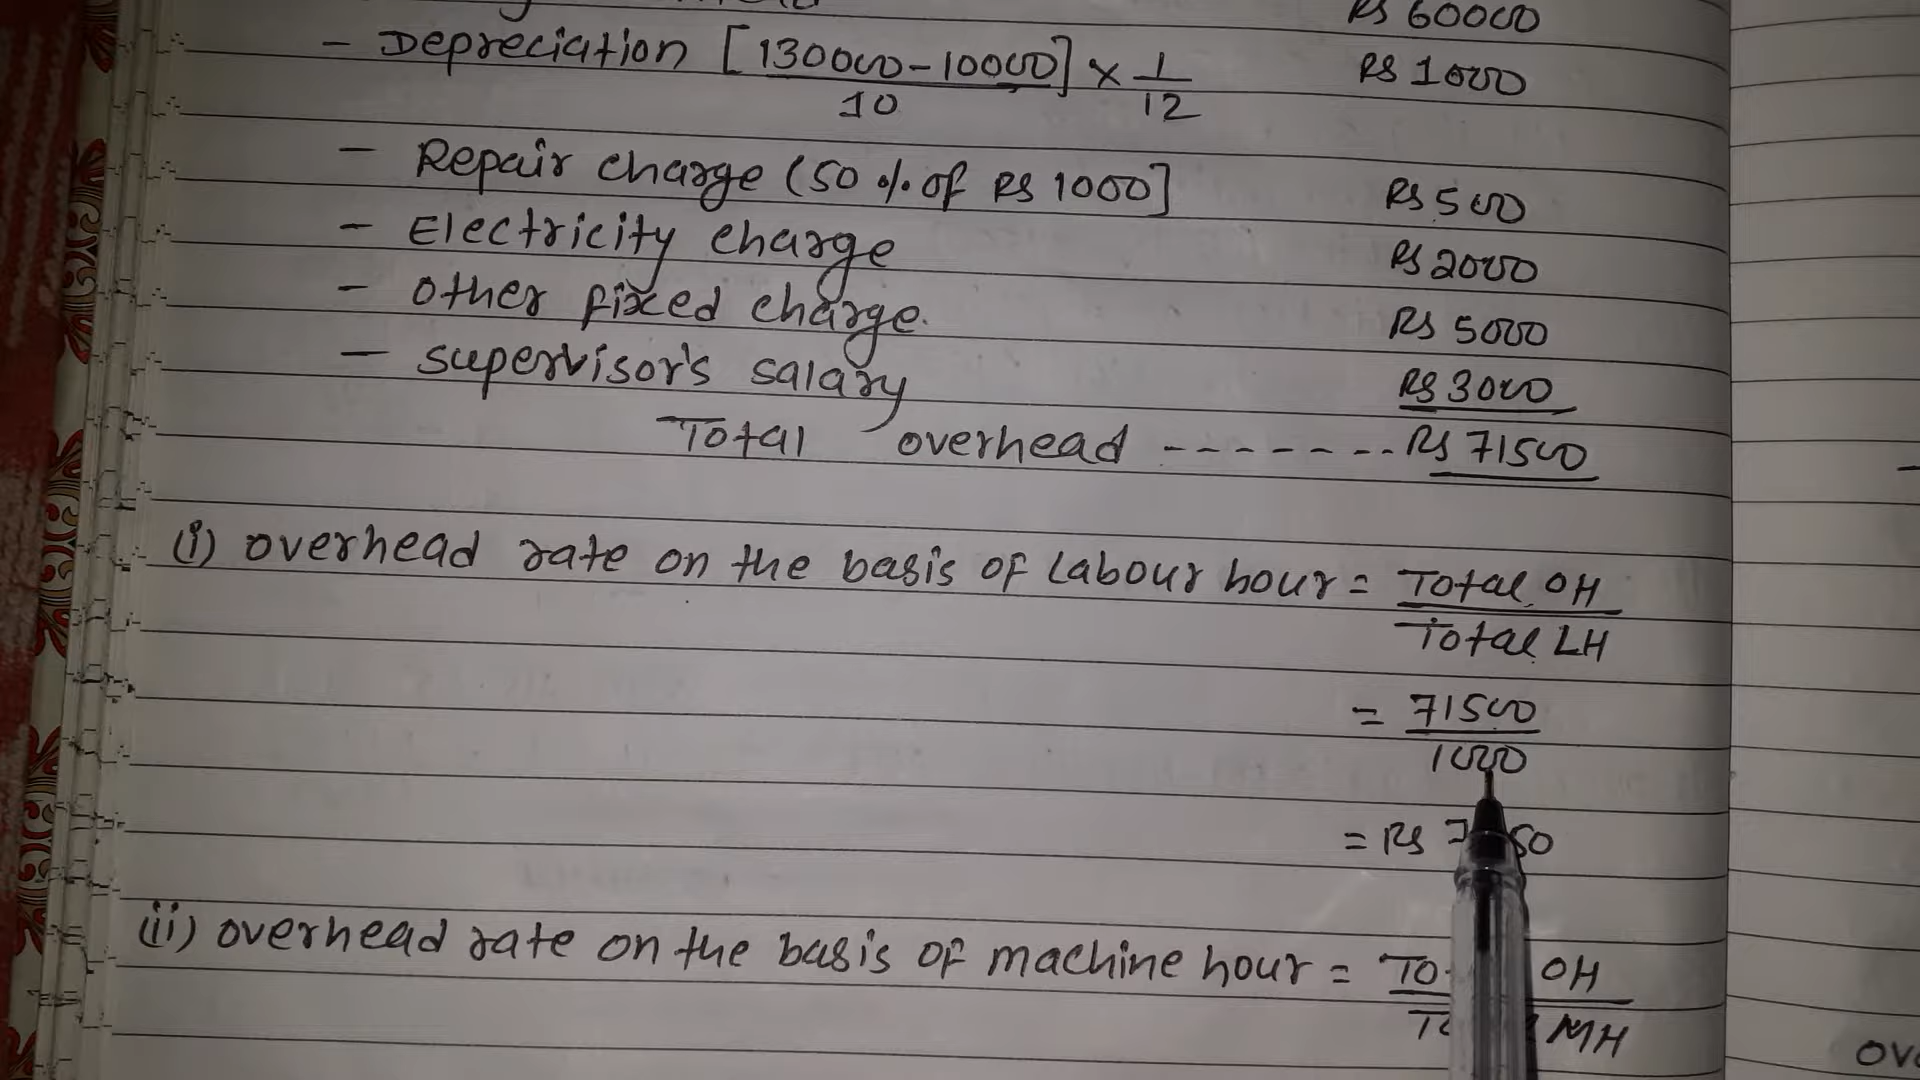 Rs 60000
- Depreciation [130000-10000] × 1
10 12 Rs 1000
- Repair charge (50% of Rs 1000] Rs 500
- Electricity charge Rs 2000
- other fixed charge. Rs 5000
- supervisor's salary Rs 3000
Total overhead ------- Rs 71500
(i) overhead rate on the basis of Labour hour = Total OH
Total LH
= 71500
1000
= Rs
(ii) overhead rate on the basis of machine hour = OH
MH